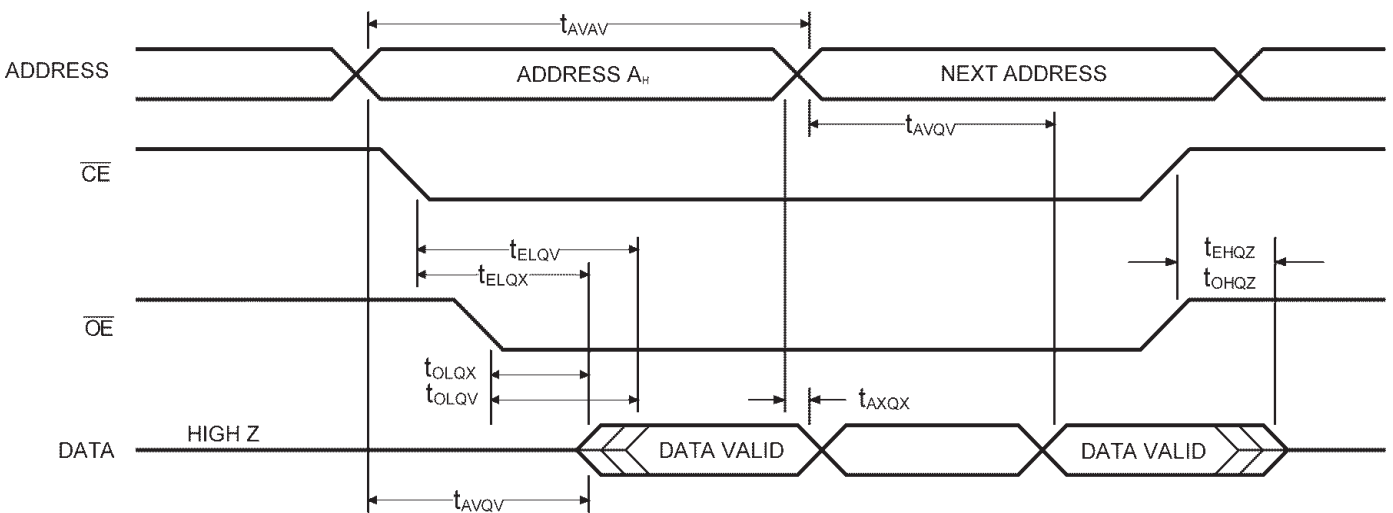 tAVAV
ADDRESS
ADDRESS AH
NEXT ADDRESS
tAVQV
CE
tELQV
tELQX
tEHQZ
tOHQZ
OE
tOLQX
tOLQV
tAXQX
DATA
HIGH Z
DATA VALID
DATA VALID
tAVQV